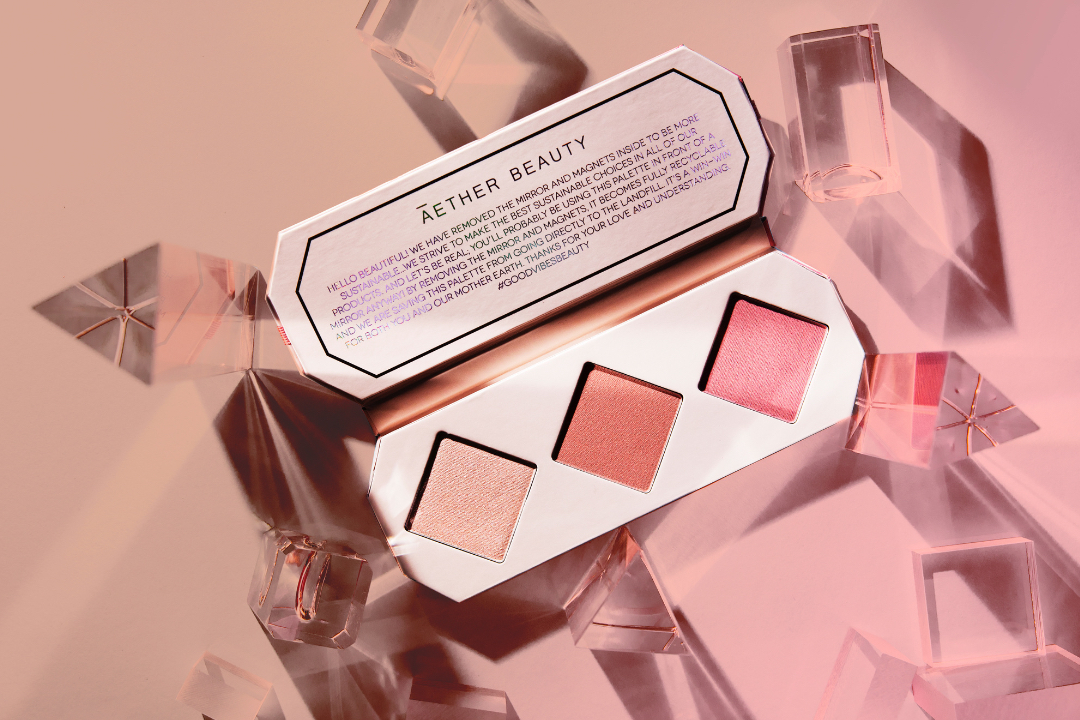 ĀETHER BEAUTY
HELLO BEAUTIFUL! WE HAVE REMOVED THE MIRROR AND MAGNETS INSIDE TO BE MORE
SUSTAINABLE...WE STRIVE TO MAKE THE BEST SUSTAINABLE CHOICES IN ALL OF OUR
PRODUCTS, AND LET'S BE REAL; YOU'LL PROBABLY BE USING THIS PALETTE IN FRONT OF A
MIRROR ANYWAY! BY REMOVING THE MIRROR AND MAGNETS, IT BECOMES FULLY RECYCLABLE
AND WE ARE SAVING THIS PALETTE FROM GOING DIRECTLY TO THE LANDFILL. IT'S A WIN-WIN
FOR BOTH YOU AND OUR MOTHER EARTH. THANKS FOR YOUR LOVE AND UNDERSTANDING.
#GOODVIBESBEAUTY